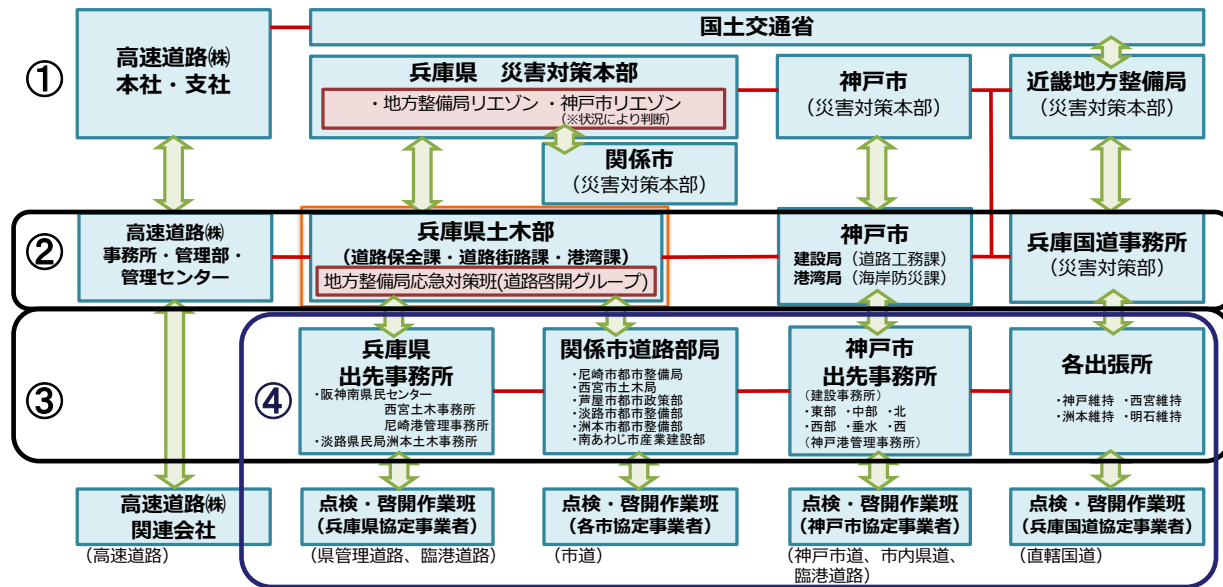 国土交通省
高速道路㈱
本社・支社
①
兵庫県 災害対策本部
・地方整備局リエゾン ・神戸市リエゾン
(※状況により判断)
神戸市
(災害対策本部)
近畿地方整備局
(災害対策本部)
関係市
(災害対策本部)
②
高速道路㈱
事務所・管理部・
管理センター
兵庫県土木部
(道路保全課・道路街路課・港湾課)
地方整備局応急対策班(道路啓開グループ)
神戸市
建設局 (道路工務課)
港湾局 (海岸防災課)
兵庫国道事務所
(災害対策部)
③
④
兵庫県
出先事務所
・阪神南県民センター
西宮土木事務所
尼崎港管理事務所
・淡路県民局洲本土木事務所
関係市道路部局
・尼崎市都市整備局
・西宮市土木局
・芦屋市都市政策部
・淡路市都市整備部
・洲本市都市整備部
・南あわじ市産業建設部
神戸市
出先事務所
(建設事務所)
・東部 ・中部 ・北
・西部 ・垂水 ・西
(神戸港管理事務所)
各出張所
・神戸維持 ・西宮維持
・洲本維持 ・明石維持
高速道路㈱
関連会社
(高速道路)
点検・啓開作業班
(兵庫県協定事業者)
(県管理道路、臨港道路)
点検・啓開作業班
(各市協定事業者)
(市道)
点検・啓開作業班
(神戸市協定事業者)
(神戸市道、市内県道、
臨港道路)
点検・啓開作業班
(兵庫国道協定事業者)
(直轄国道)